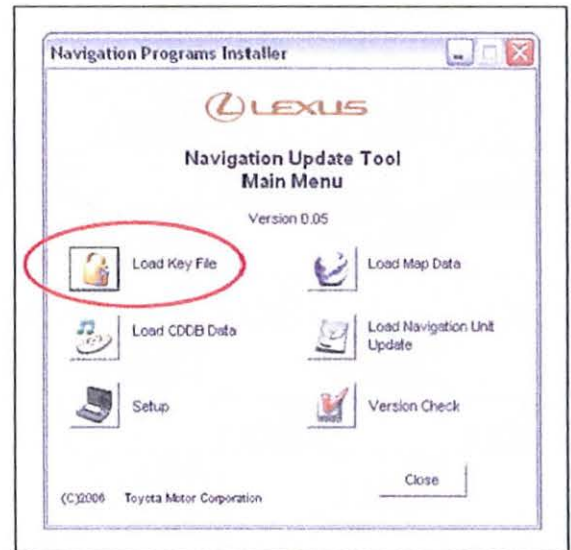 Navigation Programs Installer
LEXUS
Navigation Update Tool
Main Menu
Version 0.05
Load Key File
Load Map Data
Load CDDB Data
Load Navigation Unit
Update
Setup
Version Check
Close
(C)2006 Toyota Motor Corporation